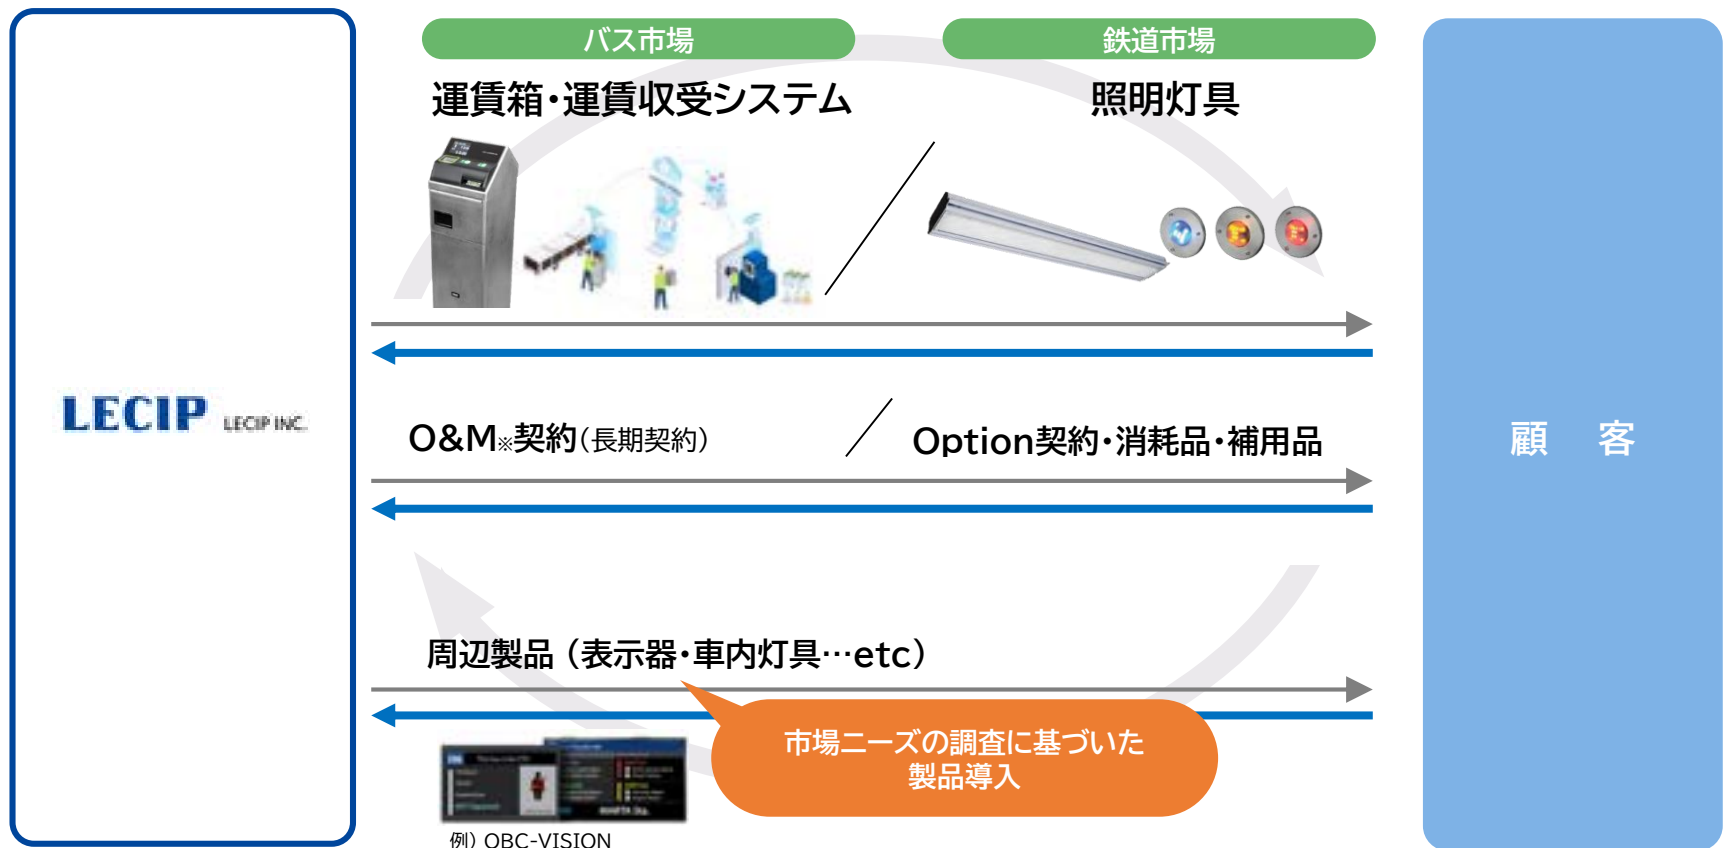 バス市場
鉄道市場
運賃箱・運賃収受システム
照明灯具
LECIP LECIP INC.
O&M※契約(長期契約)
Option契約・消耗品・補用品
顧 客
周辺製品(表示器・車内灯具…etc)
市場ニーズの調査に基づいた
製品導入
例) OBC-VISION